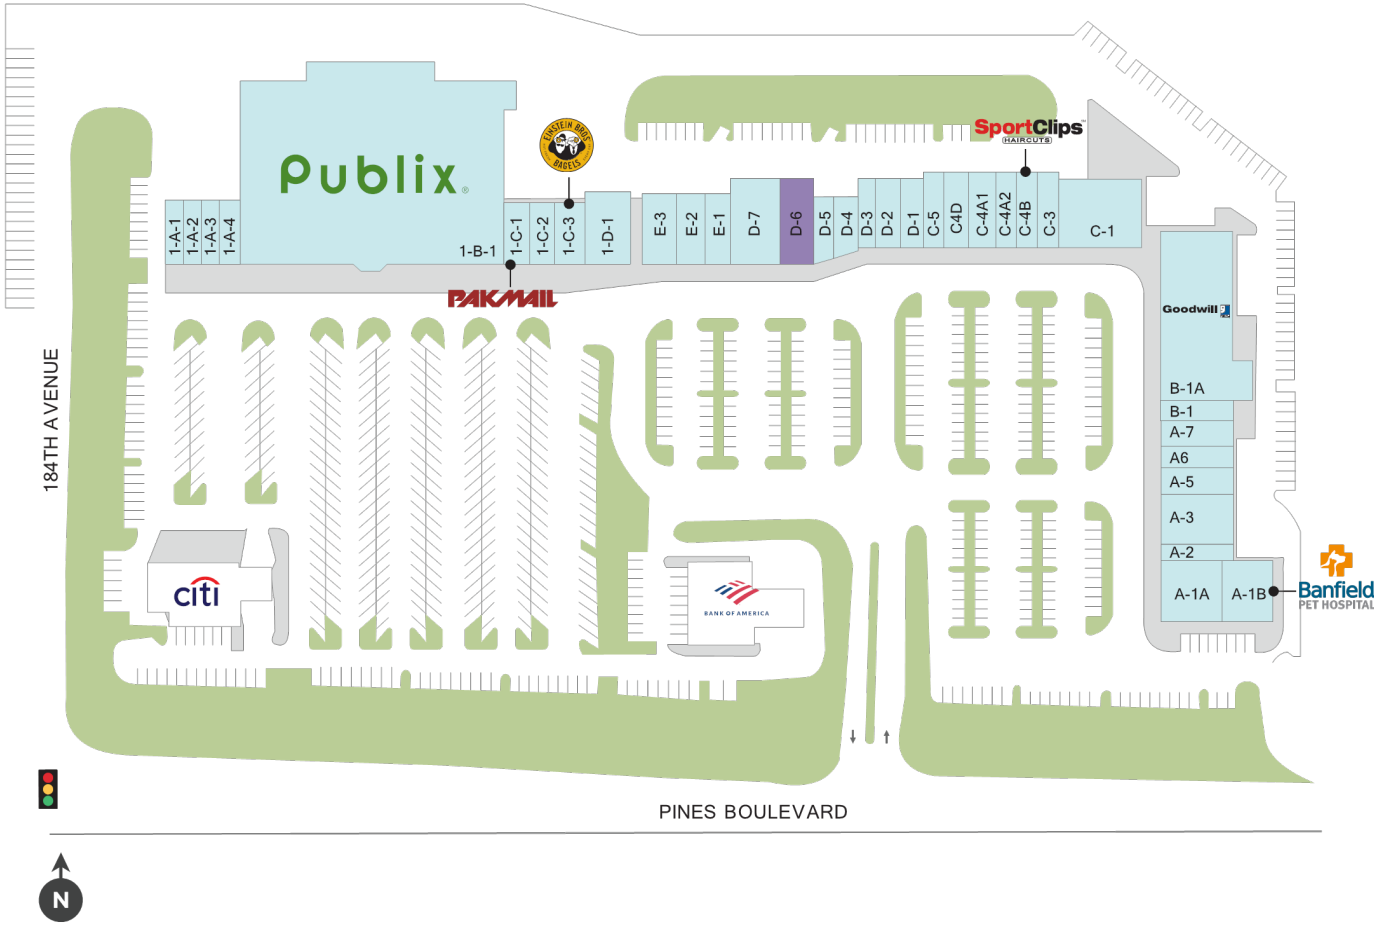 SportClips
HAIRCUTS
EINSTEIN BROS
BAGELS
Publix
1-A-1
1-A-2
1-A-3
1-A-4
1-B-1
1-C-1
1-C-2
1-C-3
1-D-1
E-3
E-2
E-1
D-7
D-6
D-5
D-4
D-3
D-2
D-1
C-5
C4D
C-4A1
C-4A2
C-4B
C-3
C-1
PAKMAIL
Goodwill
B-1A
B-1
A-7
A6
A-5
A-3
A-2
A-1A
A-1B
Banfield
PET HOSPITAL
184TH AVENUE
citi
BANK OF AMERICA
PINES BOULEVARD
N